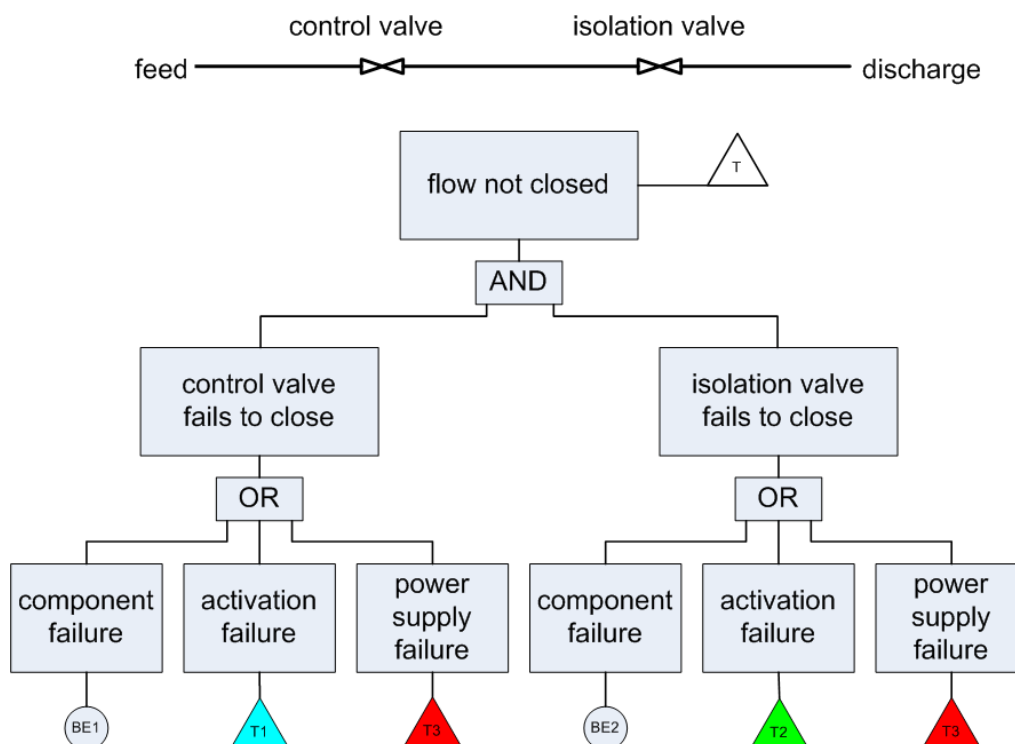 control valve
isolation valve
feed
discharge
flow not closed
T
AND
control valve
fails to close
isolation valve
fails to close
OR
OR
component
failure
activation
failure
power
supply
failure
component
failure
activation
failure
power
supply
failure
BE1
T1
T3
BE2
T2
T3